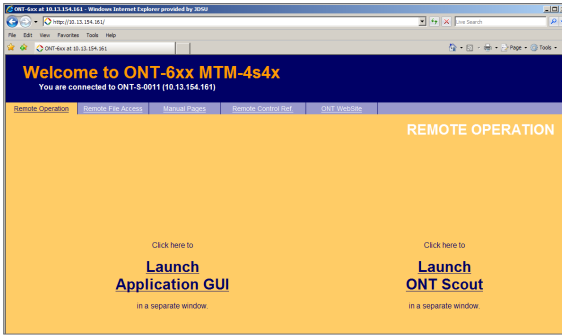 ONT-6xx at 10.13.154.161 - Windows Internet Explorer provided by JDSU
http://10.13.154.161/
Live Search
File Edit View Favorites Tools Help
ONT-6xx at 10.13.154.161
Page Tools
Welcome to ONT-6xx MTM-4s4x
You are connected to ONT-S-0011 (10.13.154.161)
Remote Operation Remote File Access Manual Pages Remote Control Ref ONT WebSite
REMOTE OPERATION
Click here to Click here to
Launch Launch
Application GUI ONT Scout
in a separate window. in a separate window.